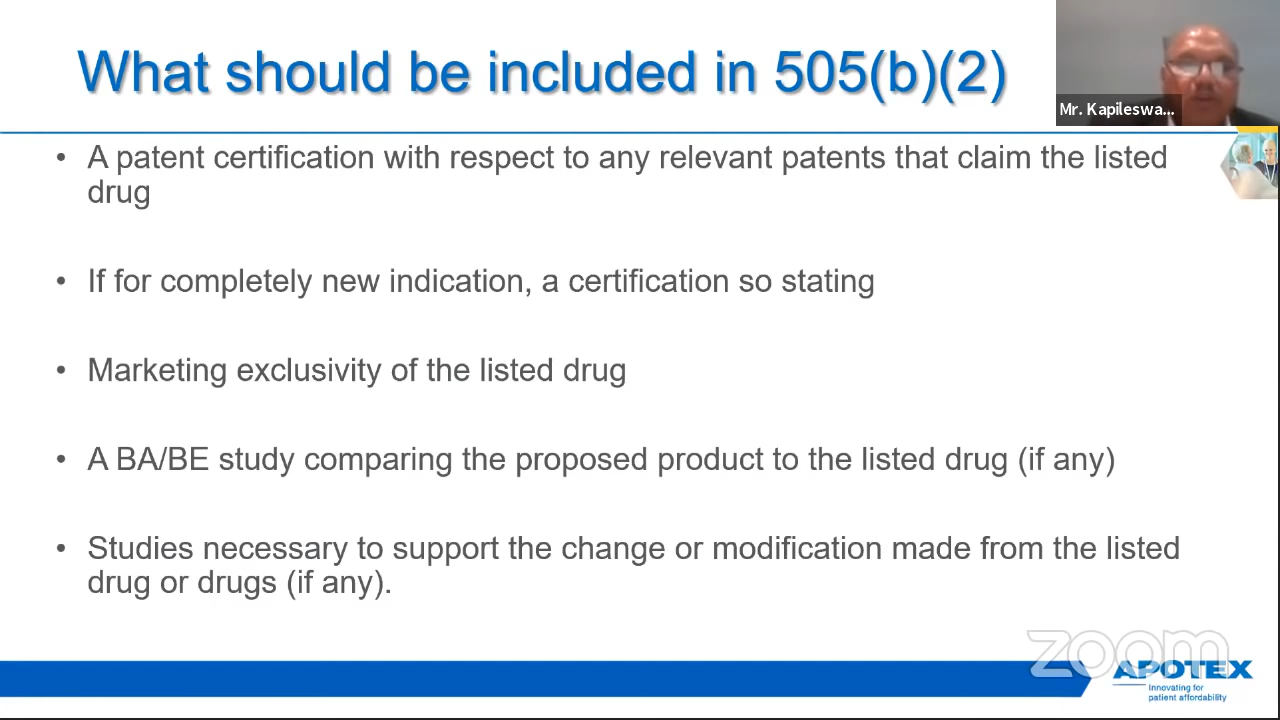 What should be included in 505(b)(2)
Mr. Kapileswa...
• A patent certification with respect to any relevant patents that claim the listed
drug
• If for completely new indication, a certification so stating
• Marketing exclusivity of the listed drug
• A BA/BE study comparing the proposed product to the listed drug (if any)
• Studies necessary to support the change or modification made from the listed
drug or drugs (if any).
zoom
APOTEX
Innovating for
patient affordability